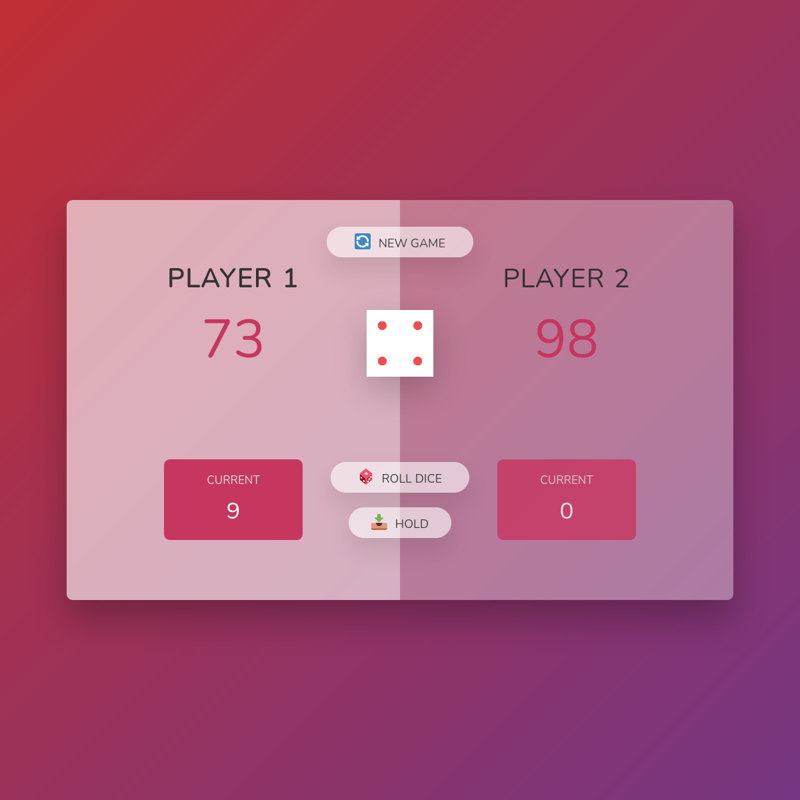 NEW GAME
PLAYER 1
73
CURRENT
9
PLAYER 2
98
CURRENT
0
ROLL DICE
HOLD